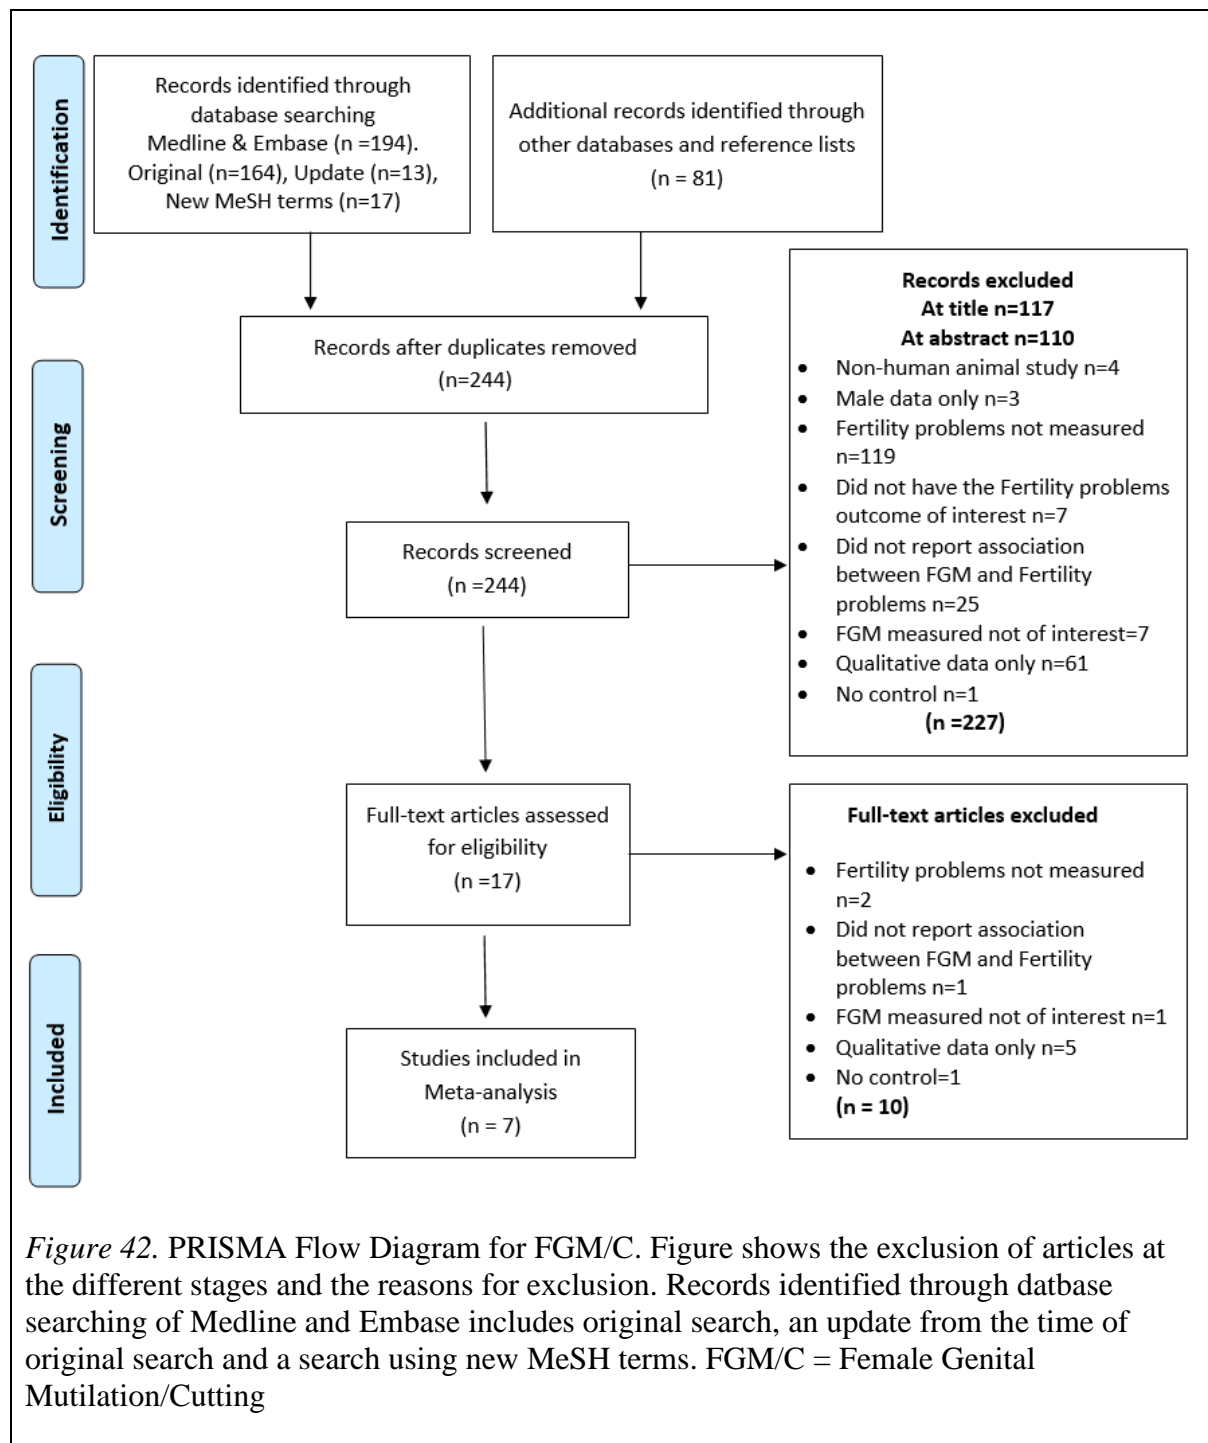 Identification
Records identified through
database searching
Medline & Embase (n =194).
Original (n=164), Update (n=13),
New MeSH terms (n=17)
Additional records identified through
other databases and reference lists
(n = 81)
Records after duplicates removed
(n=244)
Screening
Records screened
(n =244)
Records excluded
At title n=117
At abstract n=110
• Non-human animal study n=4
• Male data only n=3
• Fertility problems not measured
n=119
• Did not have the Fertility problems
outcome of interest n=7
• Did not report association
between FGM and Fertility
problems n=25
• FGM measured not of interest=7
• Qualitative data only n=61
• No control n=1
(n =227)
Eligibility
Full-text articles assessed
for eligibility
(n =17)
Full-text articles excluded
• Fertility problems not measured
n=2
• Did not report association
between FGM and Fertility
problems n=1
• FGM measured not of interest n=1
• Qualitative data only n=5
• No control=1
(n = 10)
Included
Studies included in
Meta-analysis
(n = 7)
Figure 42. PRISMA Flow Diagram for FGM/C. Figure shows the exclusion of articles at
the different stages and the reasons for exclusion. Records identified through datbase
searching of Medline and Embase includes original search, an update from the time of
original search and a search using new MeSH terms. FGM/C = Female Genital
Mutilation/Cutting